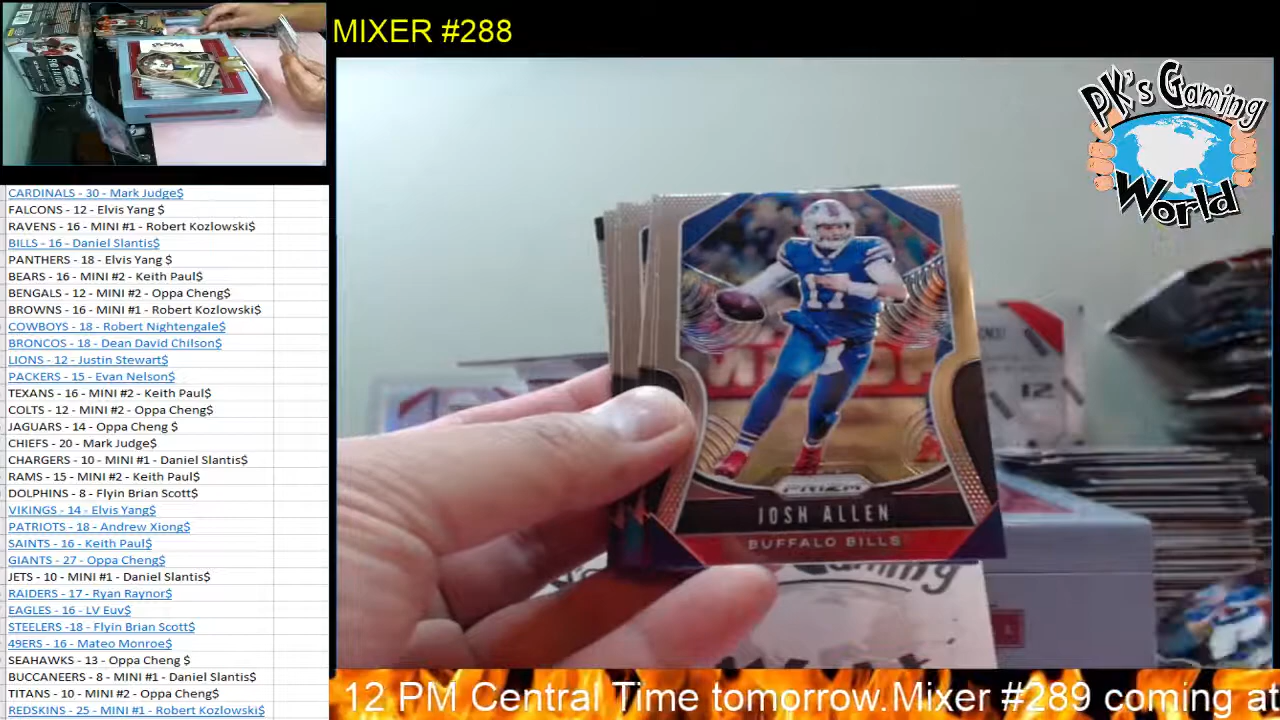 MIXER #288
PK's Gaming
World
CARDINALS - 30 - Mark Judge$
FALCONS - 12 - Elvis Yang $
RAVENS - 16 - MINI #1 - Robert Kozlowski$
BILLS - 16 - Daniel Slantis$
PANTHERS - 18 - Elvis Yang $
BEARS - 16 - MINI #2 - Keith Paul$
BENGALS - 12 - MINI #2 - Oppa Cheng$
BROWNS - 16 - MINI #1 - Robert Kozlowski$
COWBOYS - 18 - Robert Nightengale$
BRONCOS - 18 - Dean David Chilson$
LIONS - 12 - Justin Stewart$
PACKERS - 15 - Evan Nelson$
TEXANS - 16 - MINI #2 - Keith Paul$
COLTS - 12 - MINI #2 - Oppa Cheng$
JAGUARS - 14 - Oppa Cheng $
CHIEFS - 20 - Mark Judge$
CHARGERS - 10 - MINI #1 - Daniel Slantis$
RAMS - 15 - MINI #2 - Keith Paul$
DOLPHINS - 8 - Flyin Brian Scott$
VIKINGS - 14 - Elvis Yang$
PATRIOTS - 18 - Andrew Xiong$
SAINTS - 16 - Keith Paul$
GIANTS - 27 - Oppa Cheng$
JETS - 10 - MINI #1 - Daniel Slantis$
RAIDERS - 17 - Ryan Raynor$
EAGLES - 16 - LV Euv$
STEELERS -18 - Flyin Brian Scott$
49ERS - 16 - Mateo Monroe$
SEAHAWKS - 13 - Oppa Cheng $
BUCCANEERS - 8 - MINI #1 - Daniel Slantis$
TITANS - 10 - MINI #2 - Oppa Cheng$
REDSKINS - 25 - MINI #1 - Robert Kozlowski$
17
PRIZM
JOSH ALLEN
BUFFALO BILLS
12
Gaming
12 PM Central Time tomorrow.Mixer #289 coming at